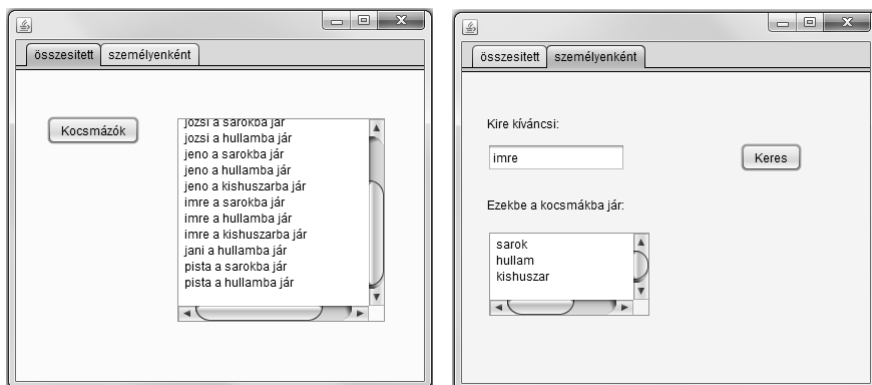 összesített személyenként
Kocsmázók
jozsi a sarokba jár
jozsi a hullamba jár
jeno a sarokba jár
jeno a hullamba jár
jeno a kishuszarba jár
imre a sarokba jár
imre a hullamba jár
imre a kishuszarba jár
jani a hullamba jár
pista a sarokba jár
pista a hullamba jár
összesített személyenként
Kire kíváncsi:
imre Keres
Ezekbe a kocsmákba jár:
sarok
hullam
kishuszar